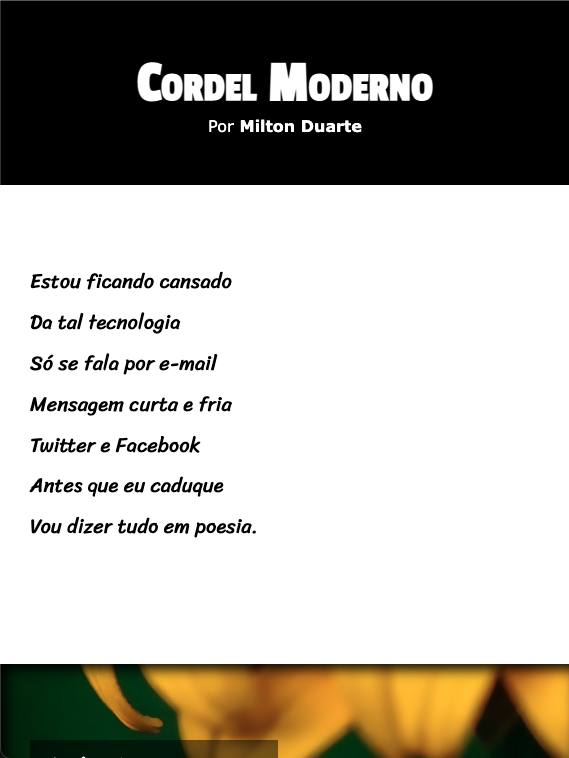 Cordel Moderno
Por Milton Duarte
Estou ficando cansado
Da tal tecnologia
Só se fala por e-mail
Mensagem curta e fria
Twitter e Facebook
Antes que eu caduque
Vou dizer tudo em poesia.